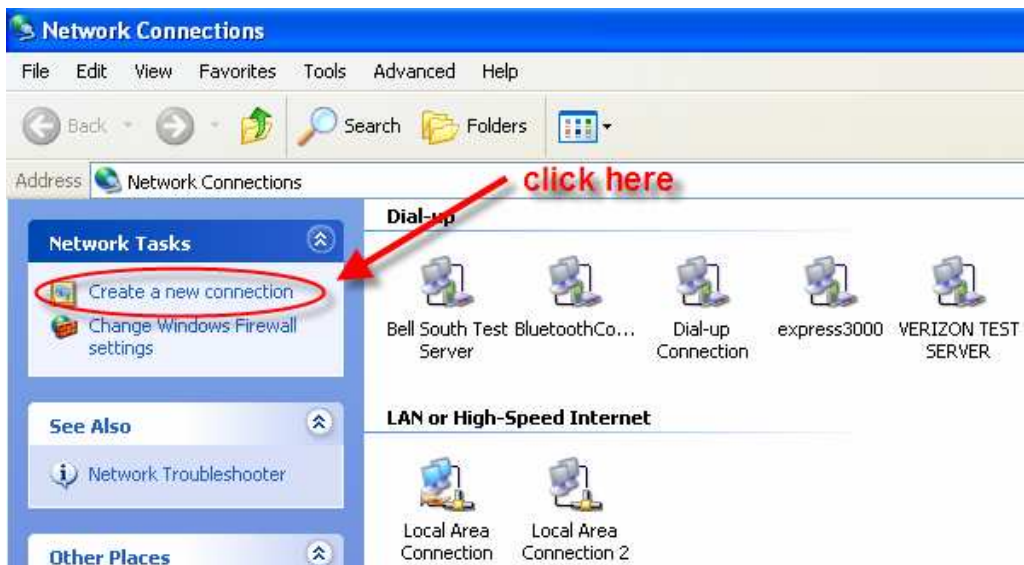 Network Connections
File Edit View Favorites Tools Advanced Help
Back Search Folders
Address Network Connections
click here
Network Tasks
Create a new connection
Change Windows Firewall
settings
See Also
Network Troubleshooter
Other Places
Dial-up
Bell South Test
Server
BluetoothCo...
Dial-up
Connection
express3000
VERIZON TEST
SERVER
LAN or High-Speed Internet
Local Area
Connection
Local Area
Connection 2